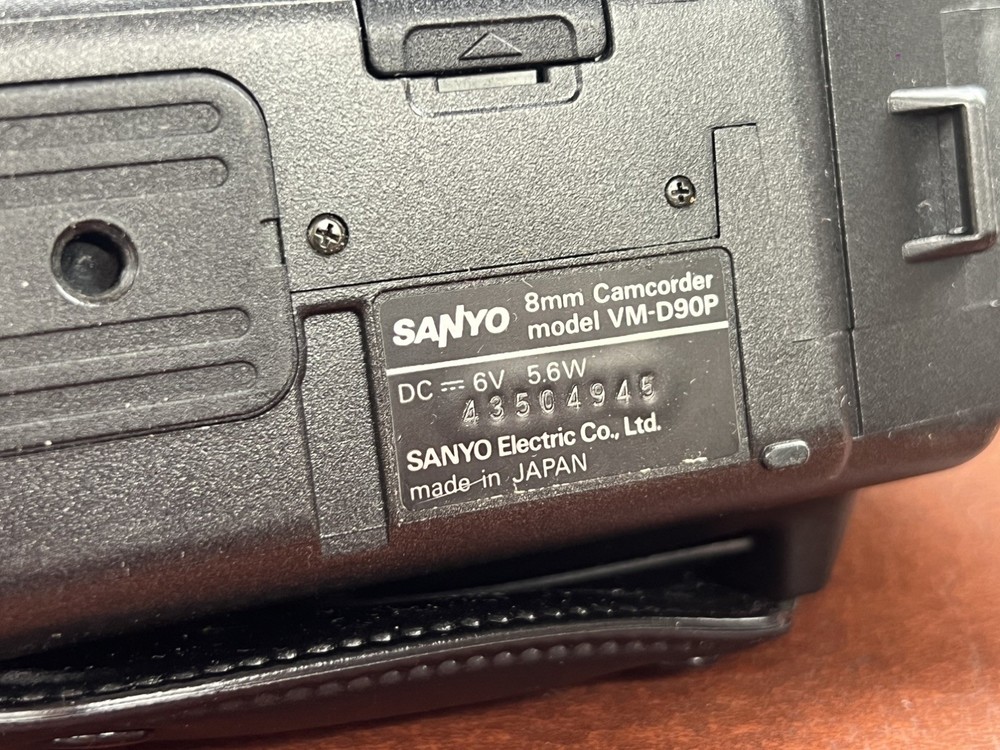 SANYO 8mm Camcorder
model VM-D90P
DC ⎓ 6V 5.6W
43504945
SANYO Electric Co., Ltd.
made in JAPAN